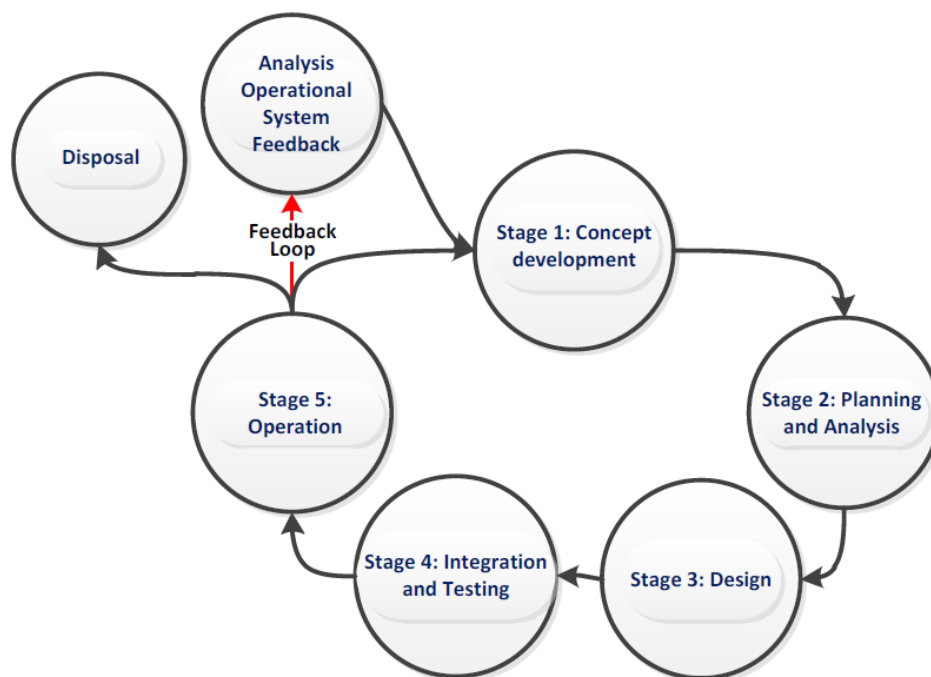 Analysis
Operational
System
Feedback
Disposal
Feedback
Loop
Stage 1: Concept
development
Stage 2: Planning
and Analysis
Stage 3: Design
Stage 4: Integration
and Testing
Stage 5:
Operation